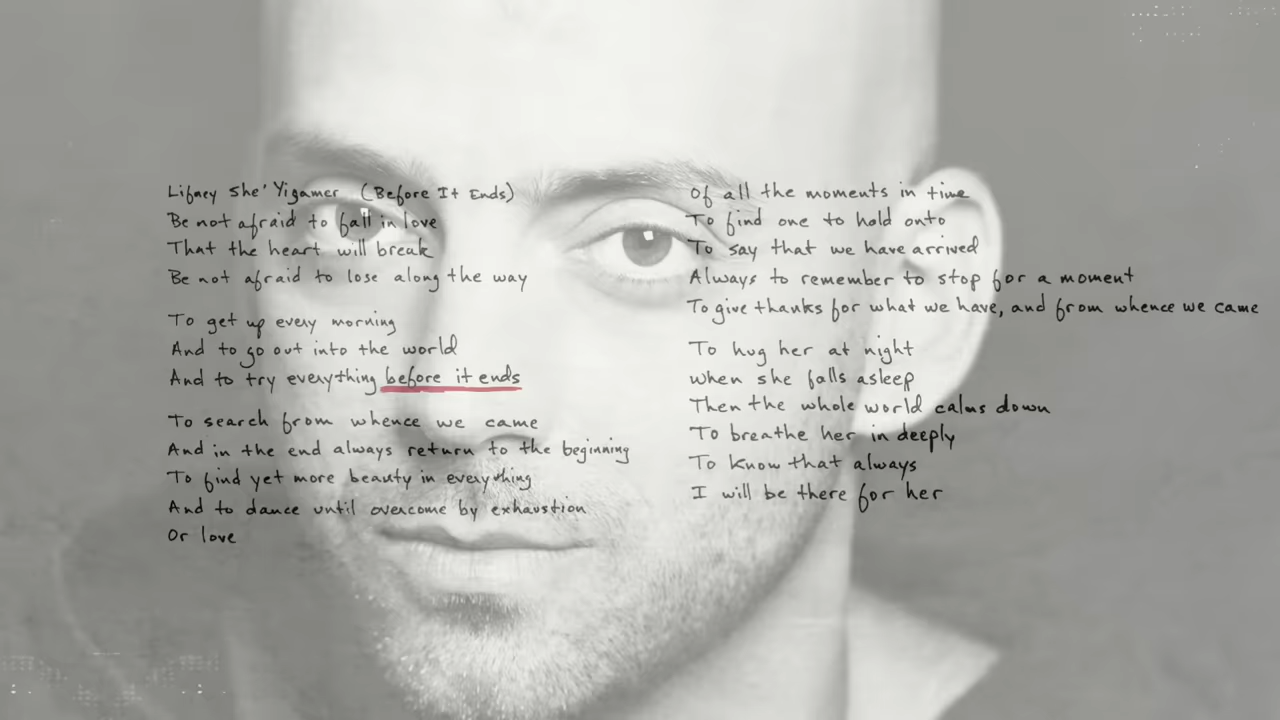 Lifney She'Yigamer (Before It Ends)
Be not afraid to fall in love
That the heart will break
Be not afraid to lose along the way
To get up every morning
And to go out into the world
And to try everything before it ends
To search from whence we came
And in the end always return to the beginning
To find yet more beauty in everything
And to dance until overcome by exhaustion
Or love
Of all the moments in time
To find one to hold onto
To say that we have arrived
Always to remember to stop for a moment
To give thanks for what we have, and from whence we came
To hug her at night
when she falls asleep
Then the whole world calms down
To breathe her in deeply
To know that always
I will be there for her